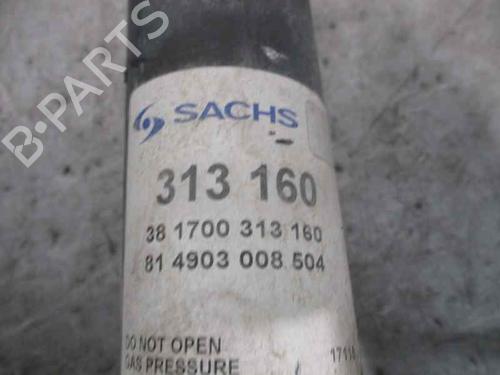 B-PARTS
SACHS
313 160
38 1700 313 160
81 4903 008 504
DO NOT OPEN
GAS PRESSURE